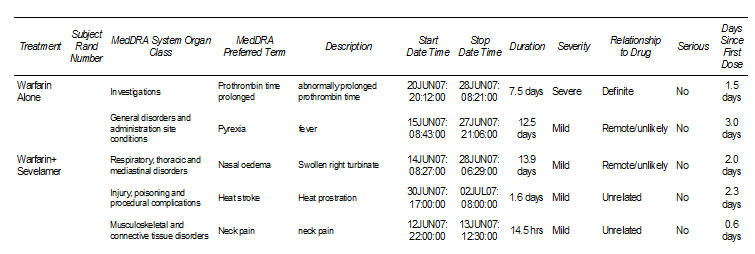 Treatment Subject Rand Number MedDRA System Organ Class MedDRA Preferred Term Description Start Date Time Stop Date Time Duration Severity Relationship to Drug Serious Days Since First Dose
Warfarin Alone Investigations Prothrombin time prolonged abnormally prolonged prothrombin time 20JUN07: 20:12:00 28JUN07: 08:21:00 7.5 days Severe Definite No 1.5 days
General disorders and administration site conditions Pyrexia fever 15JUN07: 08:43:00 27JUN07: 21:06:00 12.5 days Mild Remote/unlikely No 3.0 days
Warfarin+ Sevelamer Respiratory, thoracic and mediastinal disorders Nasal oedema Swollen right turbinate 14JUN07: 08:27:00 28JUN07: 06:29:00 13.9 days Mild Remote/unlikely No 2.0 days
Injury, poisoning and procedural complications Heat stroke Heat prostration 30JUN07: 17:00:00 02JUL07: 08:00:00 1.6 days Mild Unrelated No 2.3 days
Musculoskeletal and connective tissue disorders Neck pain neck pain 12JUN07: 22:00:00 13JUN07: 12:30:00 14.5 hrs Mild Unrelated No 0.6 days